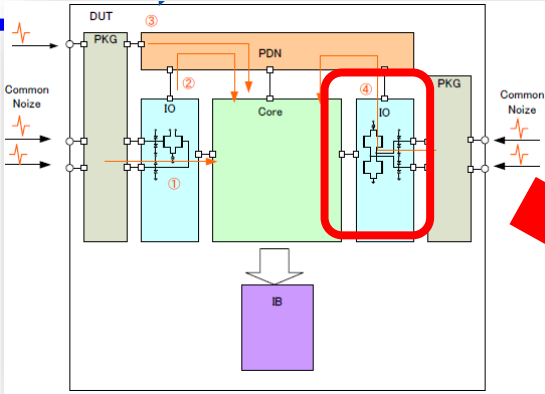 DUT
③
PKG
PDN
②
④
PKG
Common
Noize
IO
Core
IO
Common
Noize
①
IB